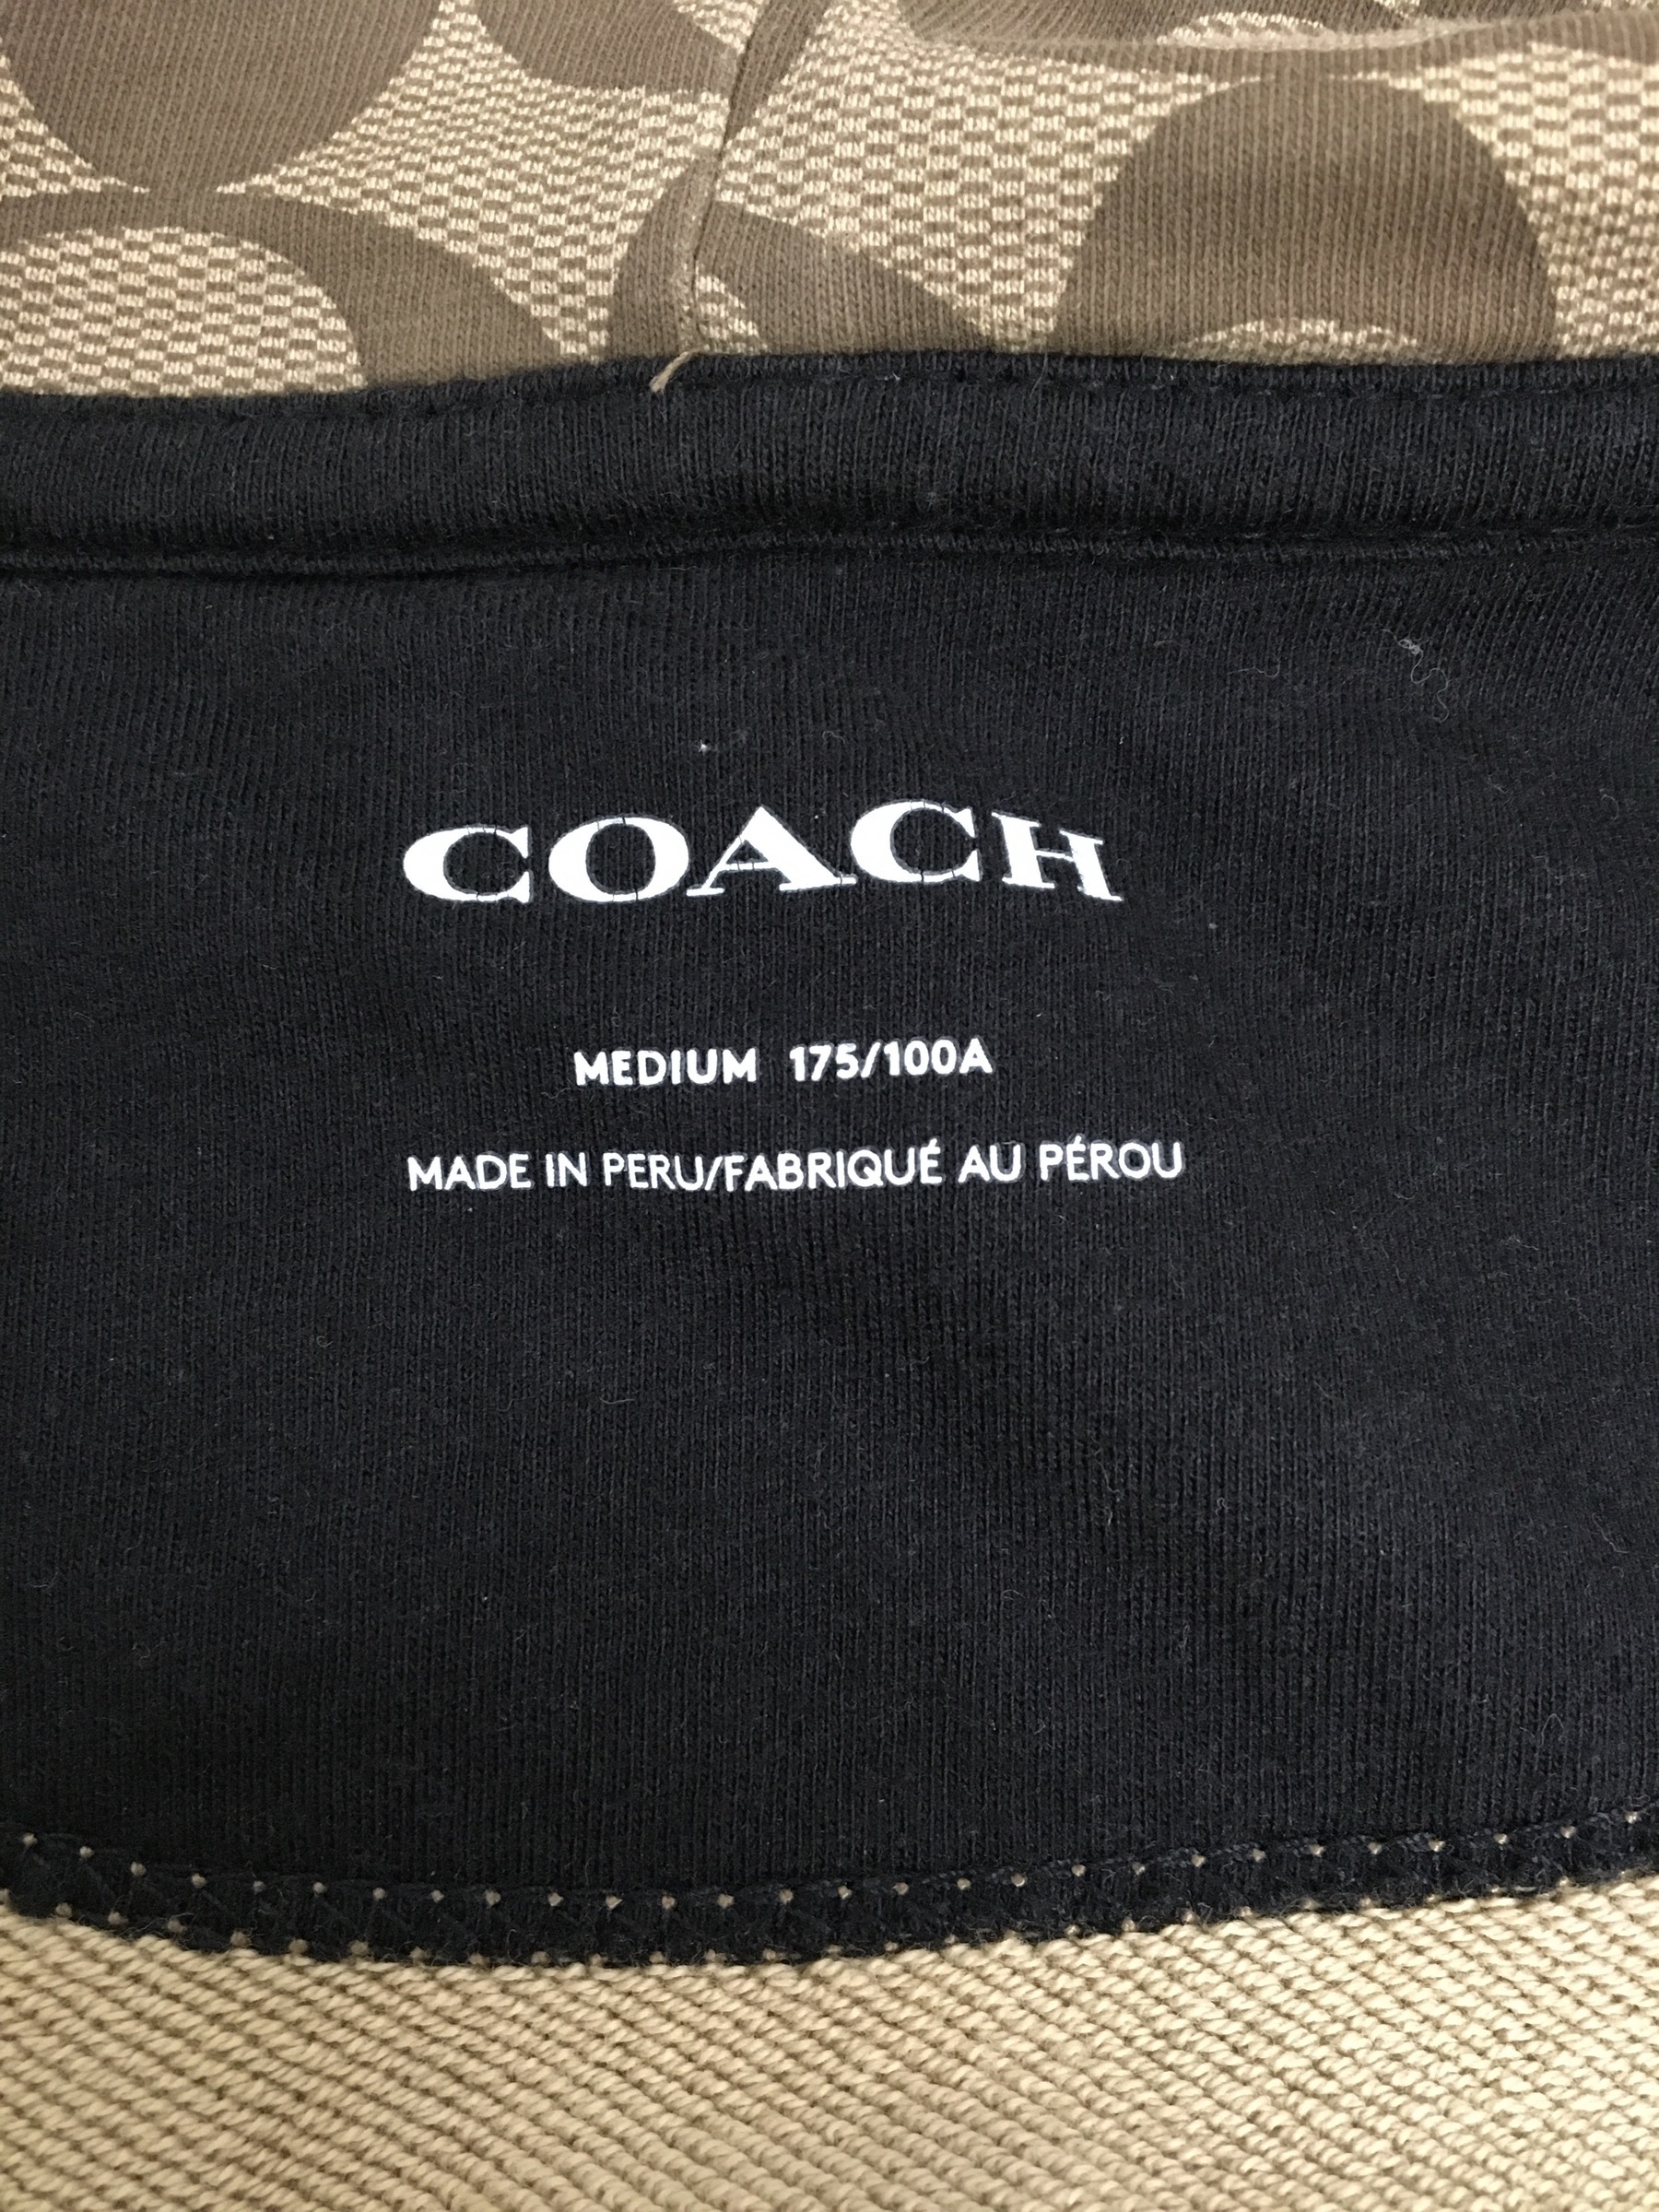 COACH
MEDIUM 175/100A
MADE IN PERU/FABRIQUÉ AU PÉROU